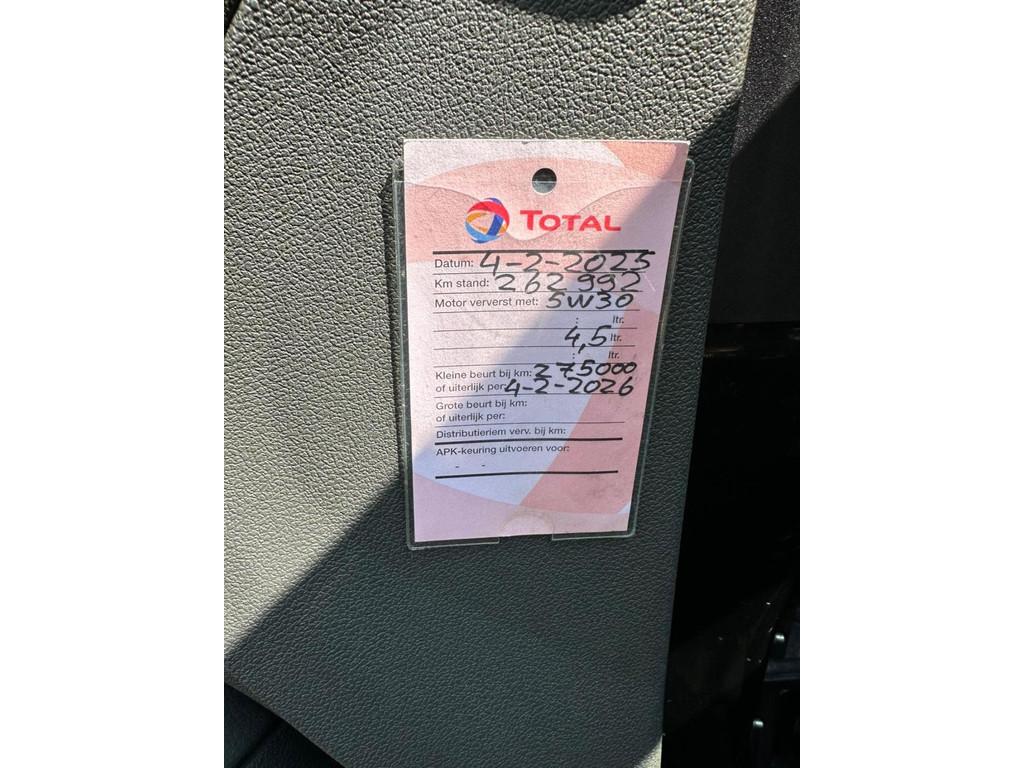 TOTAL
Datum: 4-2-2025
Km stand: 262992
Motor ververst met: 5W30
: ltr.
4,5 ltr.
: ltr.
Kleine beurt bij km: 275000
of uiterlijk per: 4-2-2026
Grote beurt bij km:
of uiterlijk per:
Distributieriem verv. bij km:
APK-keuring uitvoeren voor:
- -